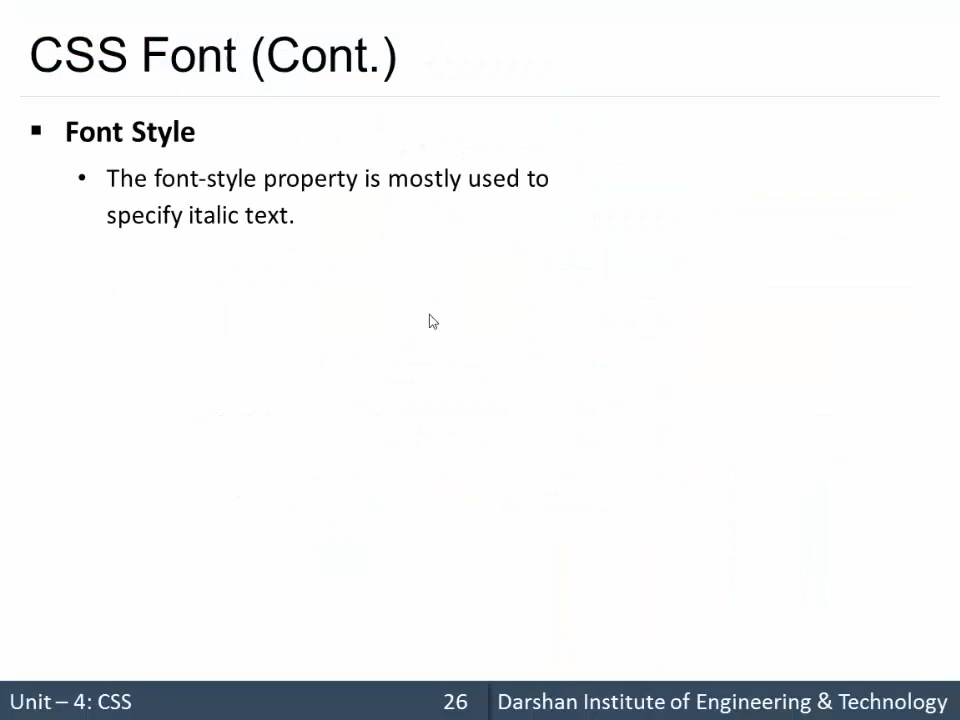 CSS Font (Cont.)
▪ Font Style
• The font-style property is mostly used to
specify italic text.
Unit – 4: CSS 26 Darshan Institute of Engineering & Technology